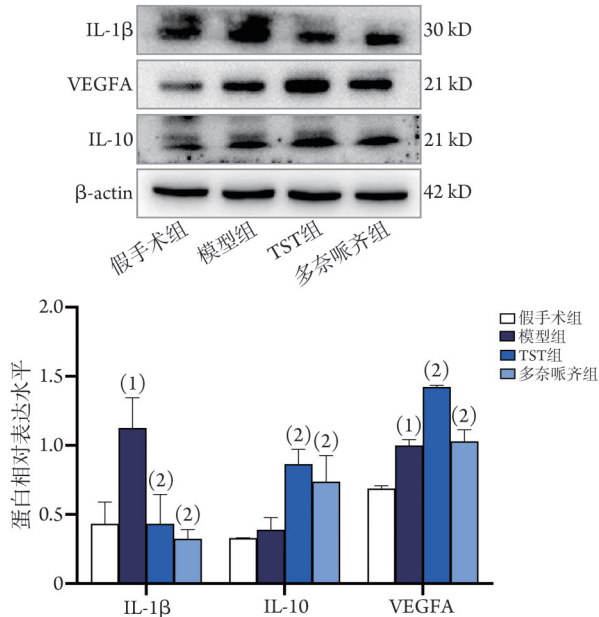 IL-1β 30 kD
VEGFA 21 kD
IL-10 21 kD
β-actin 42 kD
假手术组 模型组 TST组 多奈哌齐组
2.0
1.5
1.0
0.5
0
蛋白相对表达水平
假手术组
模型组
TST组
多奈哌齐组
(1) (2) (2)
(2) (2)
(1) (2) (2)
IL-1β IL-10 VEGFA